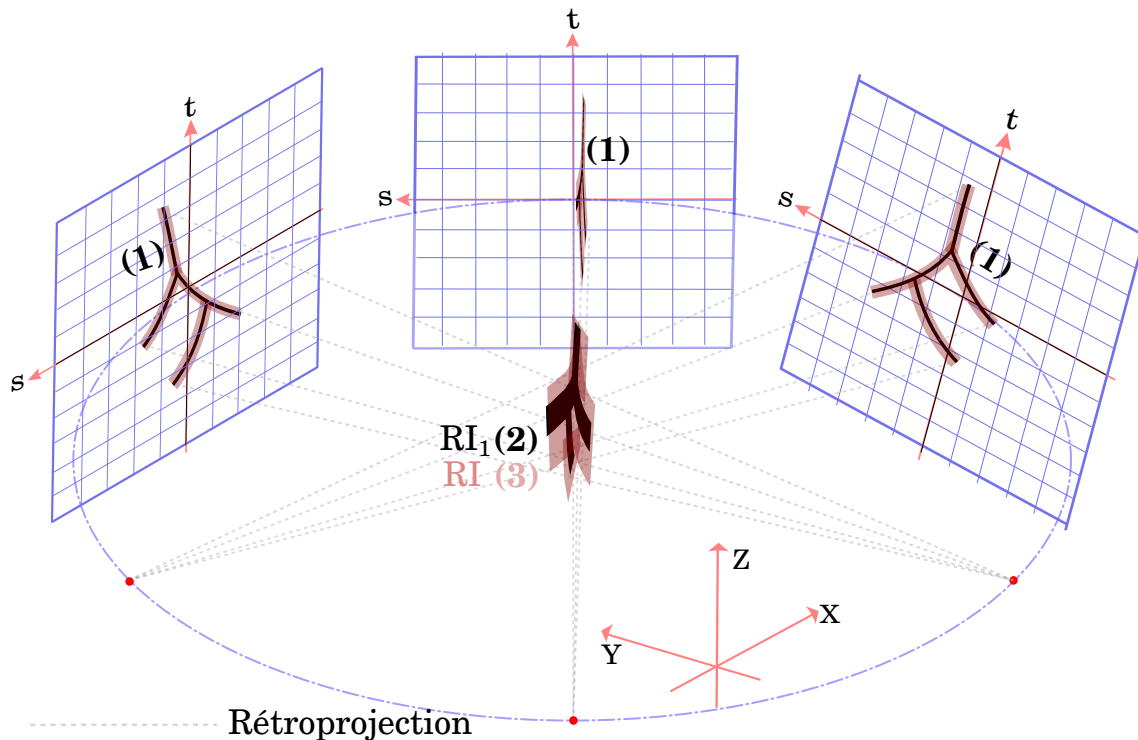 t
t
t
(1)
s
s
(1)
(1)
s
RI₁(2)
RI (3)
Z
X
Y
Rétroprojection